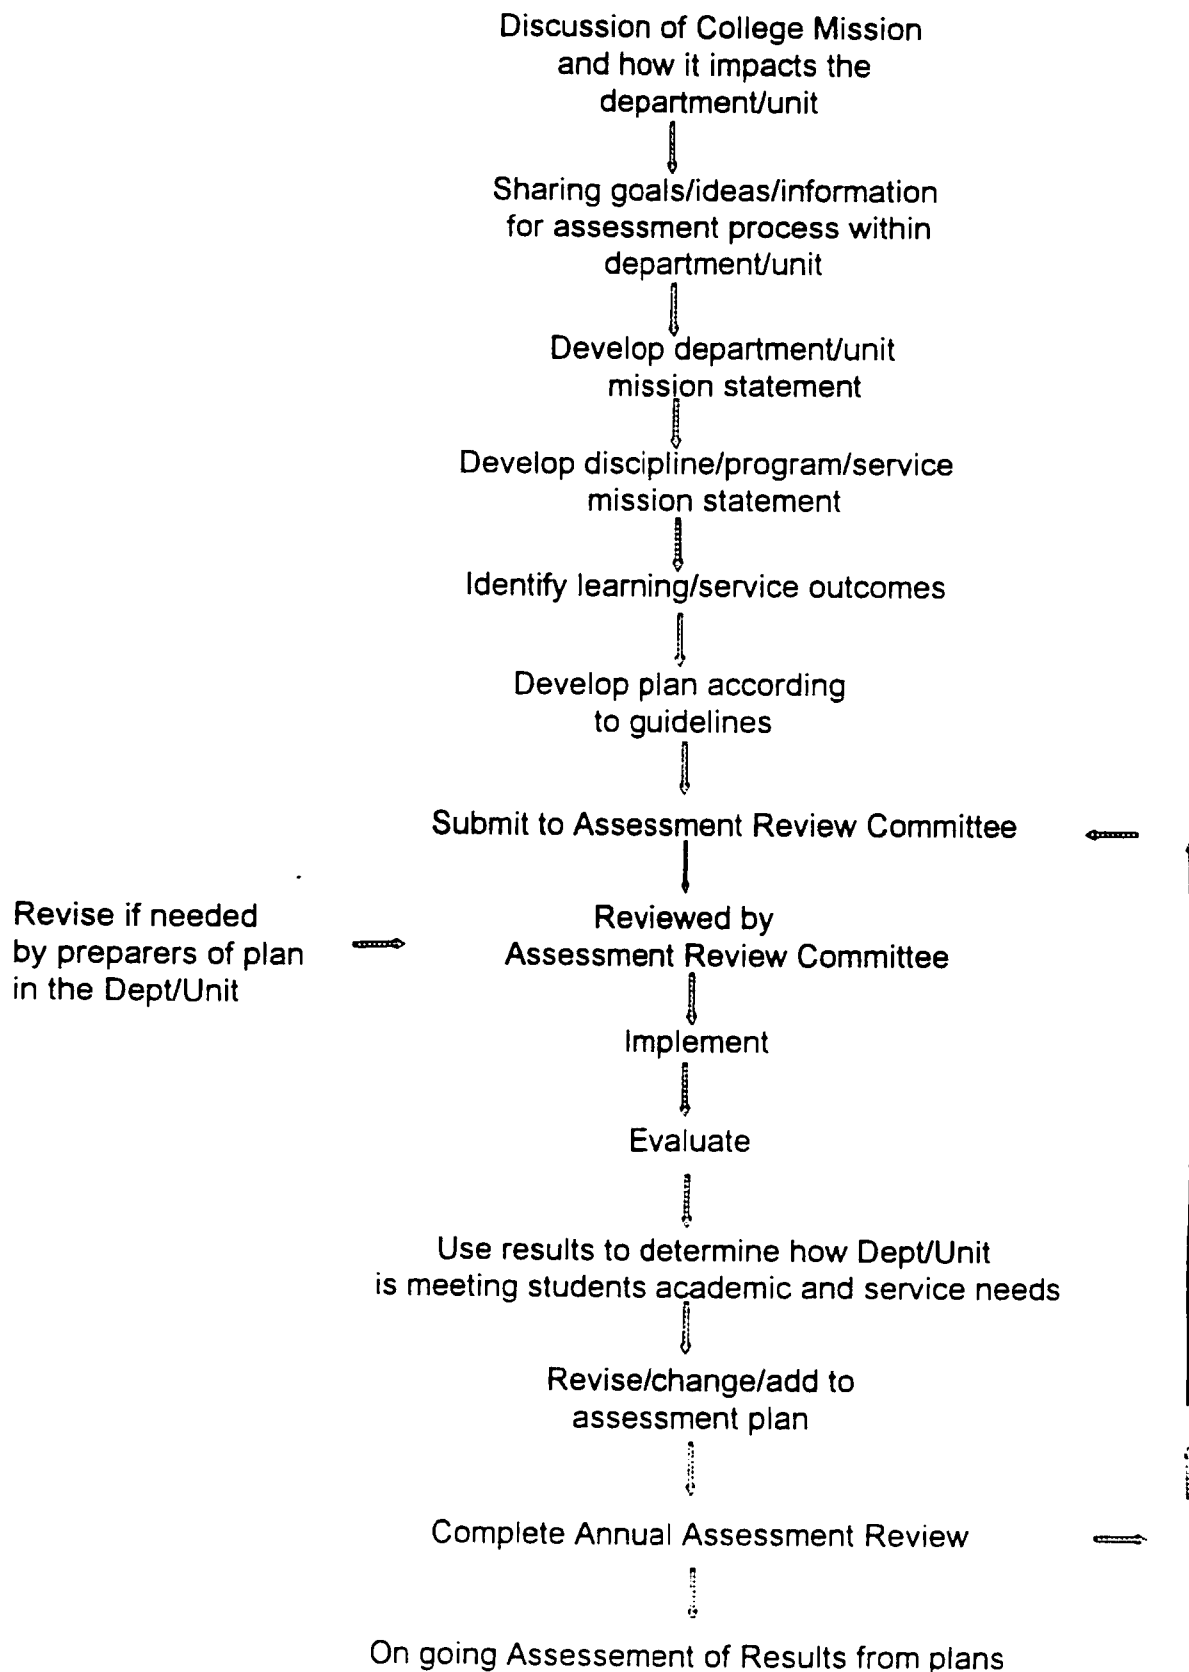 Discussion of College Mission
and how it impacts the
department/unit
Sharing goals/ideas/information
for assessment process within
department/unit
Develop department/unit
mission statement
Develop discipline/program/service
mission statement
Identify learning/service outcomes
Develop plan according
to guidelines
Submit to Assessment Review Committee
Revise if needed
by preparers of plan
in the Dept/Unit
Reviewed by
Assessment Review Committee
Implement
Evaluate
Use results to determine how Dept/Unit
is meeting students academic and service needs
Revise/change/add to
assessment plan
Complete Annual Assessment Review
On going Assessement of Results from plans